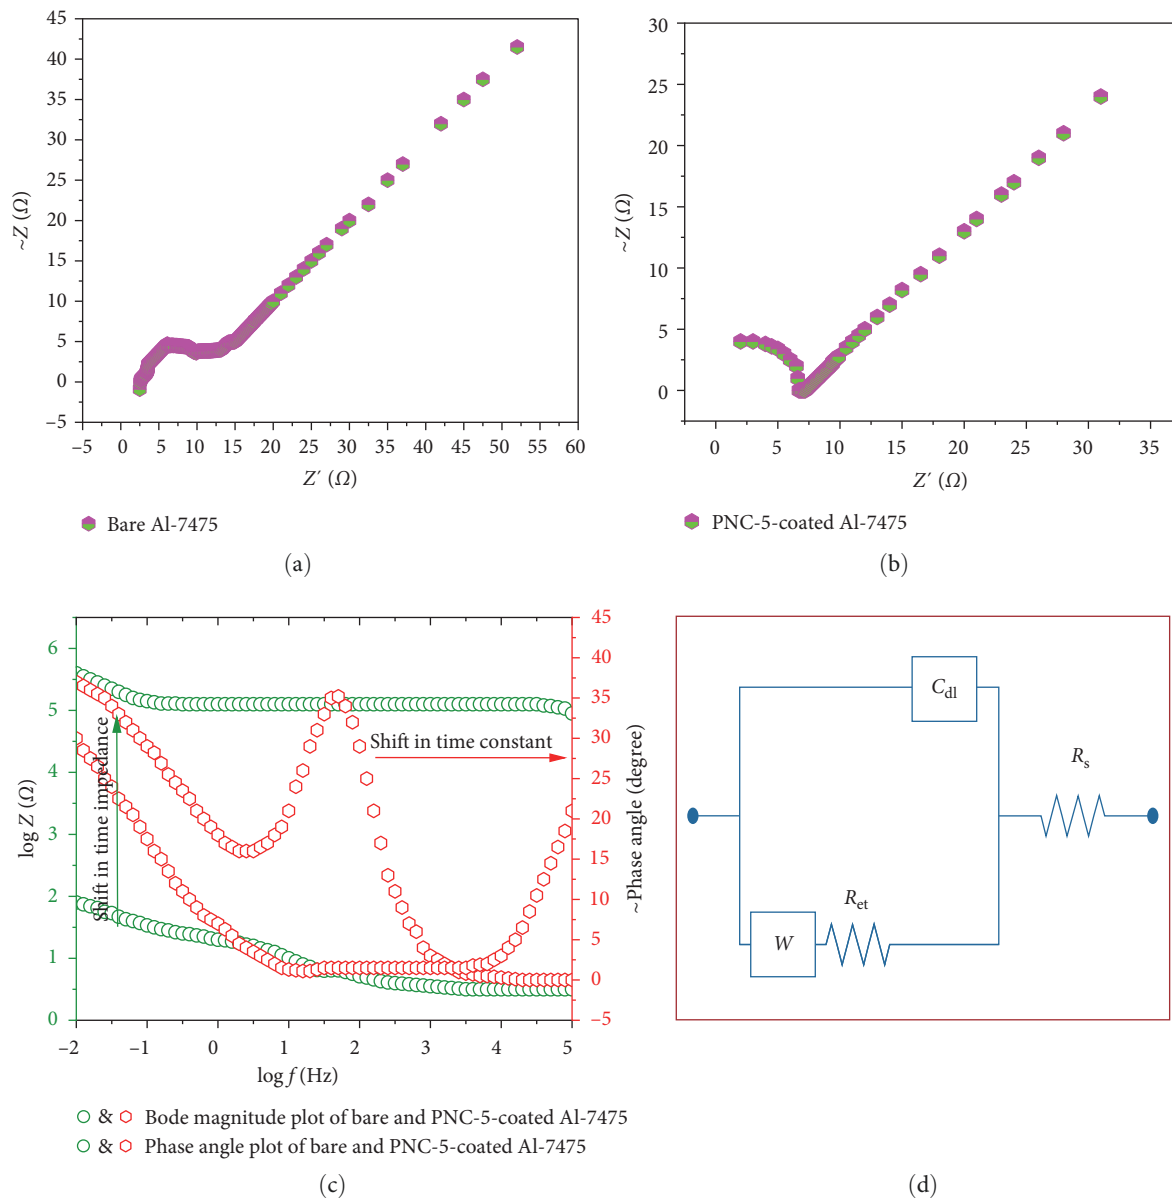 45
40
35
30
25
20
15
10
5
0
−5
~Z (Ω)
−5 0 5 10 15 20 25 30 35 40 45 50 55 60
Z′ (Ω)
Bare Al-7475
(a)
30
25
20
15
10
5
0
~Z (Ω)
0 5 10 15 20 25 30 35
Z′ (Ω)
PNC-5-coated Al-7475
(b)
6
5
4
3
2
1
0
log Z (Ω)
Shift in time impedance
Shift in time constant
45
40
35
30
25
20
15
10
5
0
−5
~Phase angle (degree)
−2 −1 0 1 2 3 4 5
log f (Hz)
& Bode magnitude plot of bare and PNC-5-coated Al-7475
& Phase angle plot of bare and PNC-5-coated Al-7475
(c)
Cdl
Rs
Ret
W
(d)